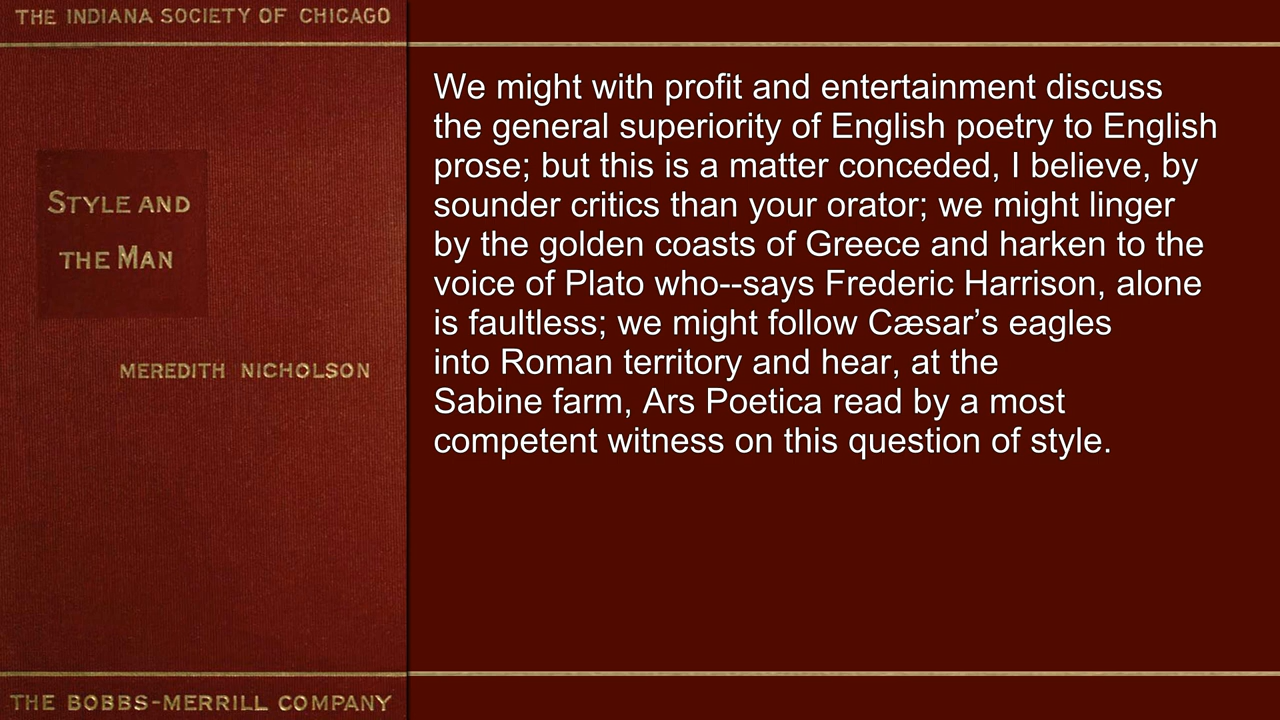 THE INDIANA SOCIETY OF CHICAGO
STYLE AND
THE MAN
MEREDITH NICHOLSON
THE BOBBS-MERRILL COMPANY
We might with profit and entertainment discuss
the general superiority of English poetry to English
prose; but this is a matter conceded, I believe, by
sounder critics than your orator; we might linger
by the golden coasts of Greece and harken to the
voice of Plato who--says Frederic Harrison, alone
is faultless; we might follow Cæsar’s eagles
into Roman territory and hear, at the
Sabine farm, Ars Poetica read by a most
competent witness on this question of style.